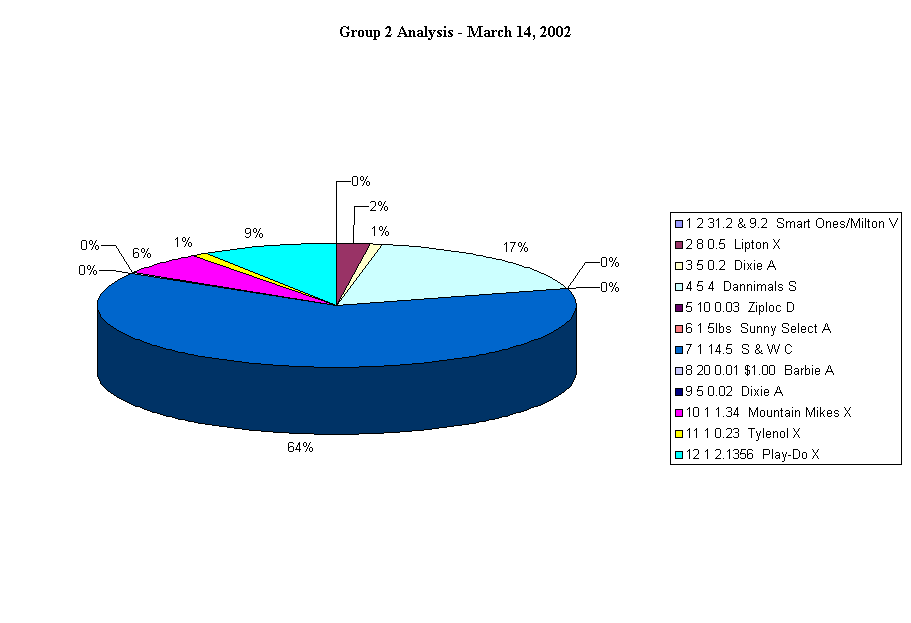 Group 2 Analysis - March 14, 2002
0%
2%
1%
17%
0%
0%
64%
0%
0%
6%
1%
9%
1 2 31.2 & 9.2 Smart Ones/Milton V
2 8 0.5 Lipton X
3 5 0.2 Dixie A
4 5 4 Dannimals S
5 10 0.03 Ziploc D
6 1 5lbs Sunny Select A
7 1 14.5 S & W C
8 20 0.01 $1.00 Barbie A
9 5 0.02 Dixie A
10 1 1.34 Mountain Mikes X
11 1 0.23 Tylenol X
12 1 2.1356 Play-Do X